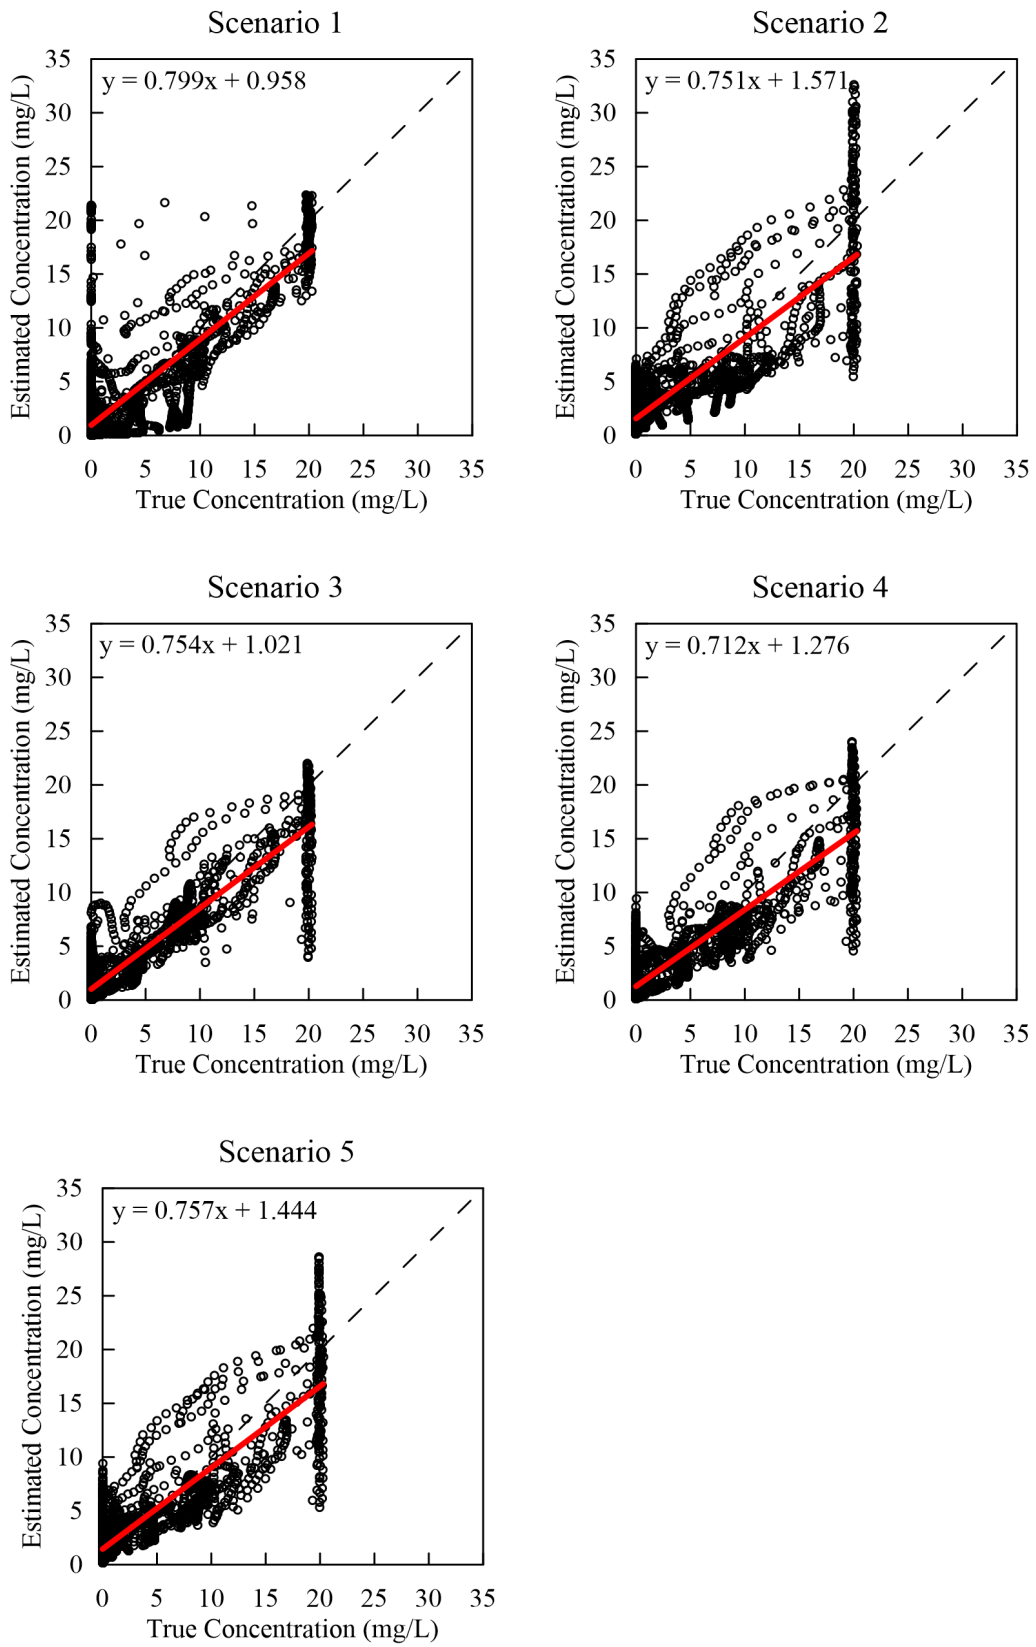 Scenario 1
y = 0.799x + 0.958
Estimated Concentration (mg/L)
35
30
25
20
15
10
5
0
0 5 10 15 20 25 30 35
True Concentration (mg/L)
Scenario 2
y = 0.751x + 1.571
Estimated Concentration (mg/L)
35
30
25
20
15
10
5
0
0 5 10 15 20 25 30 35
True Concentration (mg/L)
Scenario 3
y = 0.754x + 1.021
Estimated Concentration (mg/L)
35
30
25
20
15
10
5
0
0 5 10 15 20 25 30 35
True Concentration (mg/L)
Scenario 4
y = 0.712x + 1.276
Estimated Concentration (mg/L)
35
30
25
20
15
10
5
0
0 5 10 15 20 25 30 35
True Concentration (mg/L)
Scenario 5
y = 0.757x + 1.444
Estimated Concentration (mg/L)
35
30
25
20
15
10
5
0
0 5 10 15 20 25 30 35
True Concentration (mg/L)